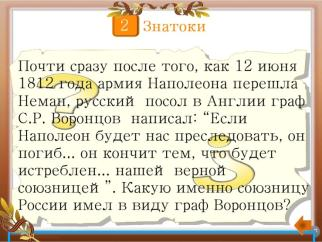 2 Знатоки
Почти сразу после того, как 12 июня
1812 года армия Наполеона перешла
Неман, русский посол в Англии граф
С.Р. Воронцов написал: “Если
Наполеон будет нас преследовать, он
погиб... он кончит тем, что будет
истреблен... нашей верной
союзницей ”. Какую именно союзницу
России имел в виду граф Воронцов?